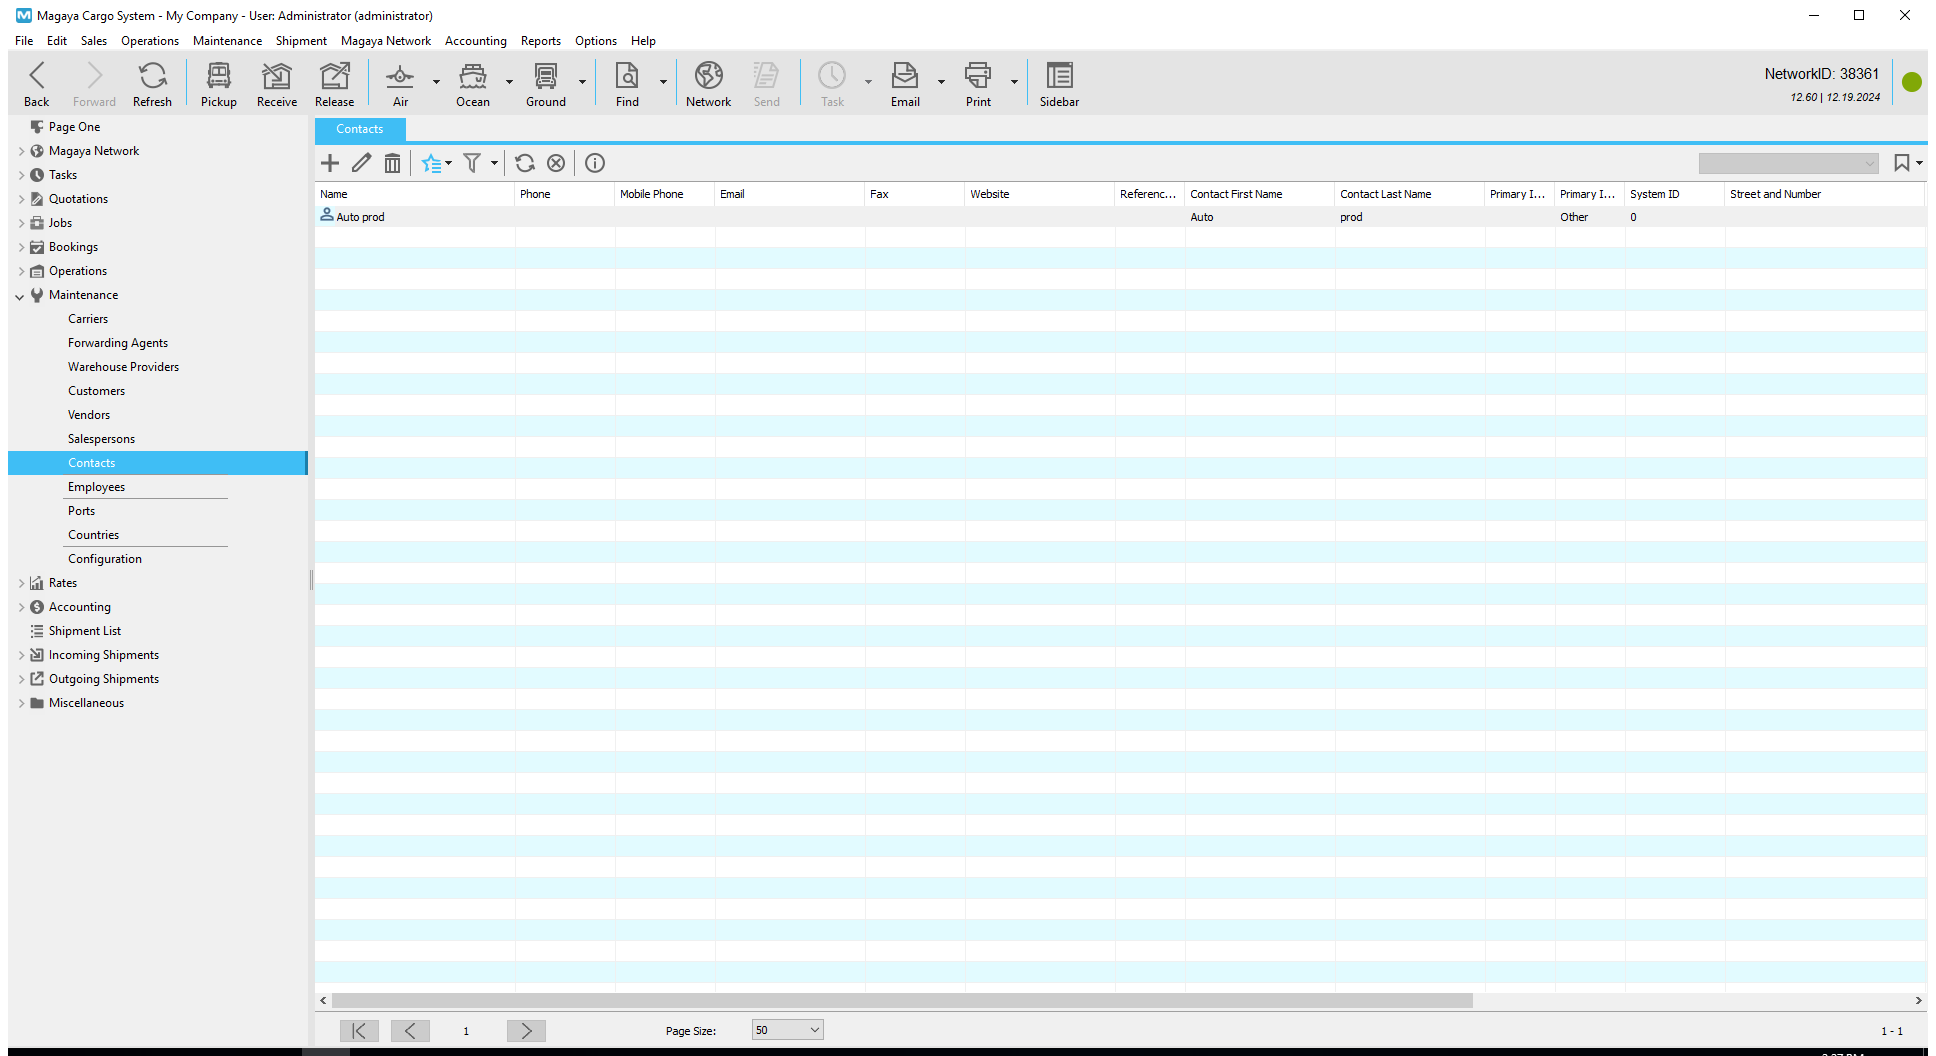 Magaya Cargo System - My Company - User: Administrator (administrator)
File Edit Sales Operations Maintenance Shipment Magaya Network Accounting Reports Options Help
Back Forward Refresh Pickup Receive Release Air Ocean Ground Find Network Send Task Email Print Sidebar
NetworkID: 38361
12.60 | 12.19.2024
Page One
Magaya Network
Tasks
Quotations
Jobs
Bookings
Operations
Maintenance
Carriers
Forwarding Agents
Warehouse Providers
Customers
Vendors
Salespersons
Contacts
Employees
Ports
Countries
Configuration
Rates
Accounting
Shipment List
Incoming Shipments
Outgoing Shipments
Miscellaneous
Contacts
Name Phone Mobile Phone Email Fax Website Referenc... Contact First Name Contact Last Name Primary I... Primary I... System ID Street and Number
Auto prod Auto prod Other 0
1 Page Size: 50 1 - 1